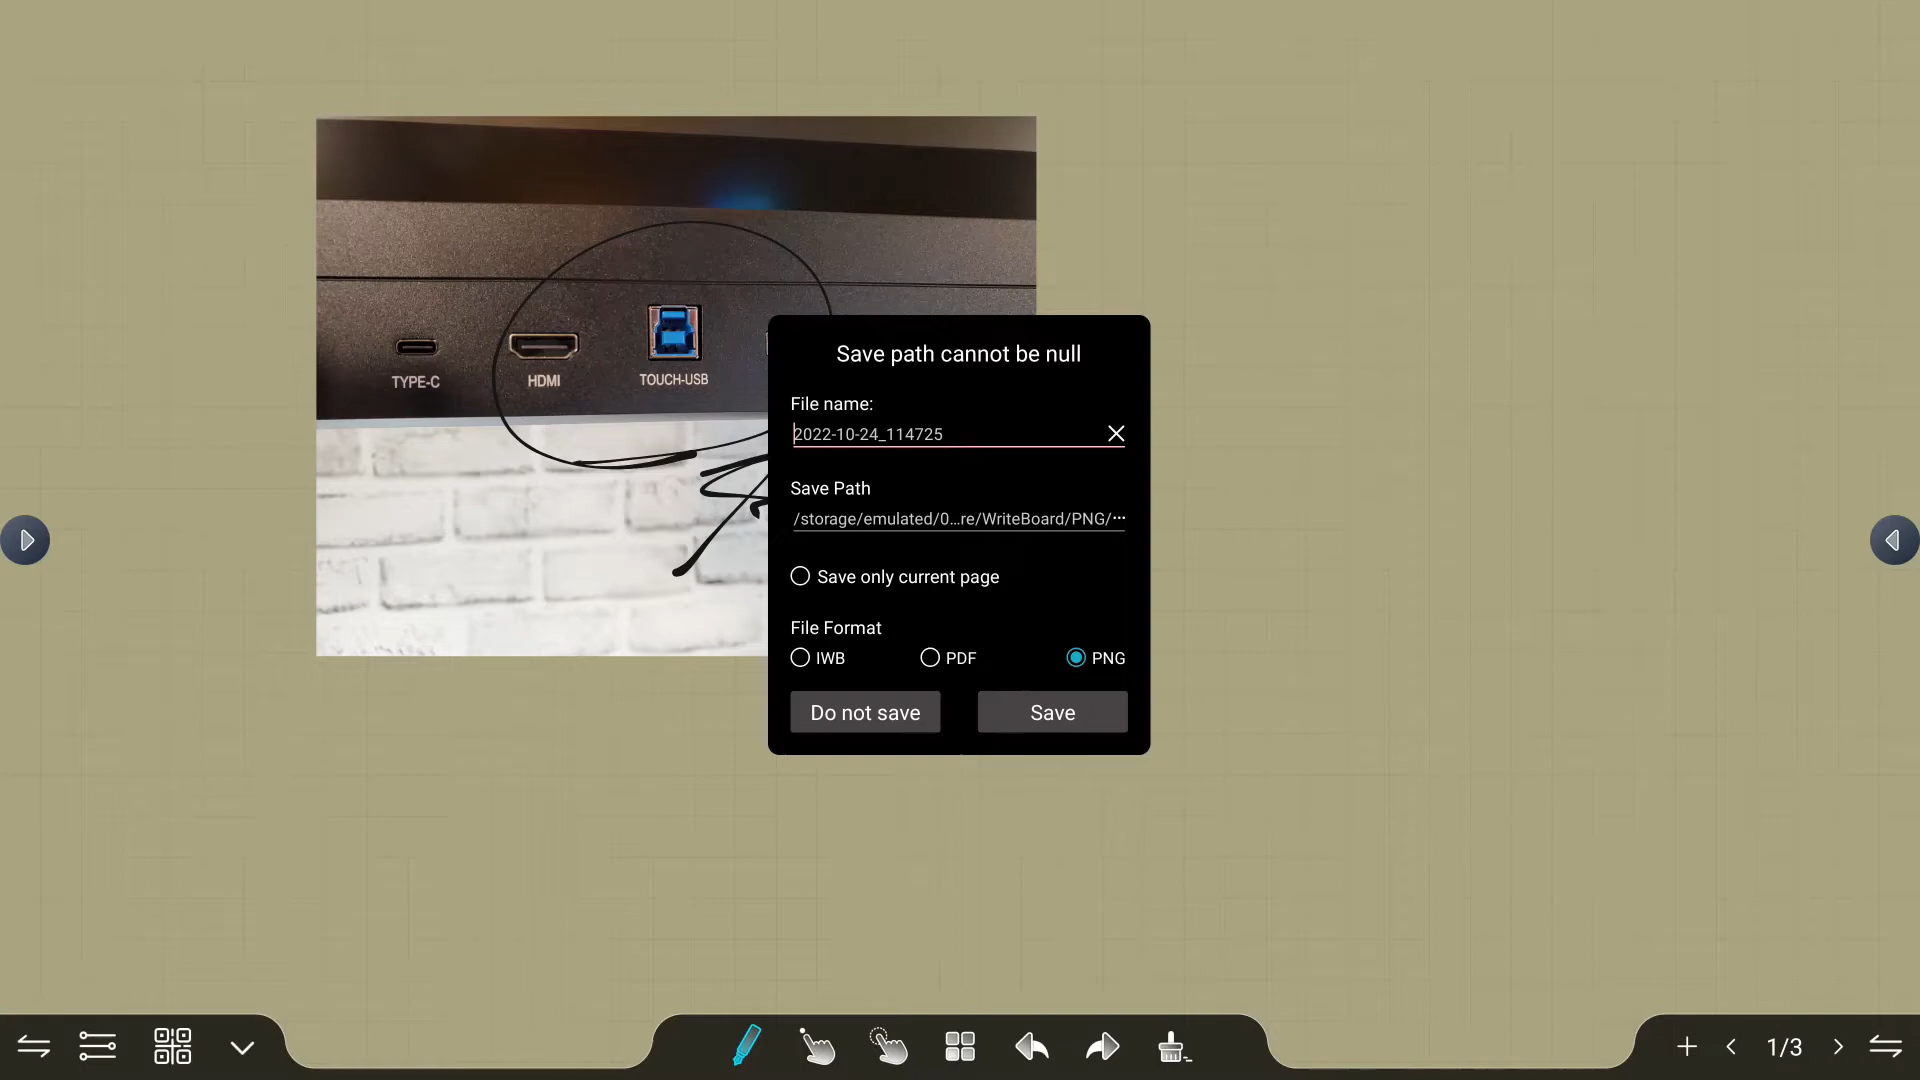 TYPE-C
HDMI
TOUCH-USB
Save path cannot be null
File name:
2022-10-24_114725
Save Path
/storage/emulated/0...re/WriteBoard/PNG/···
Save only current page
File Format
IWB PDF PNG
Do not save Save
1/3